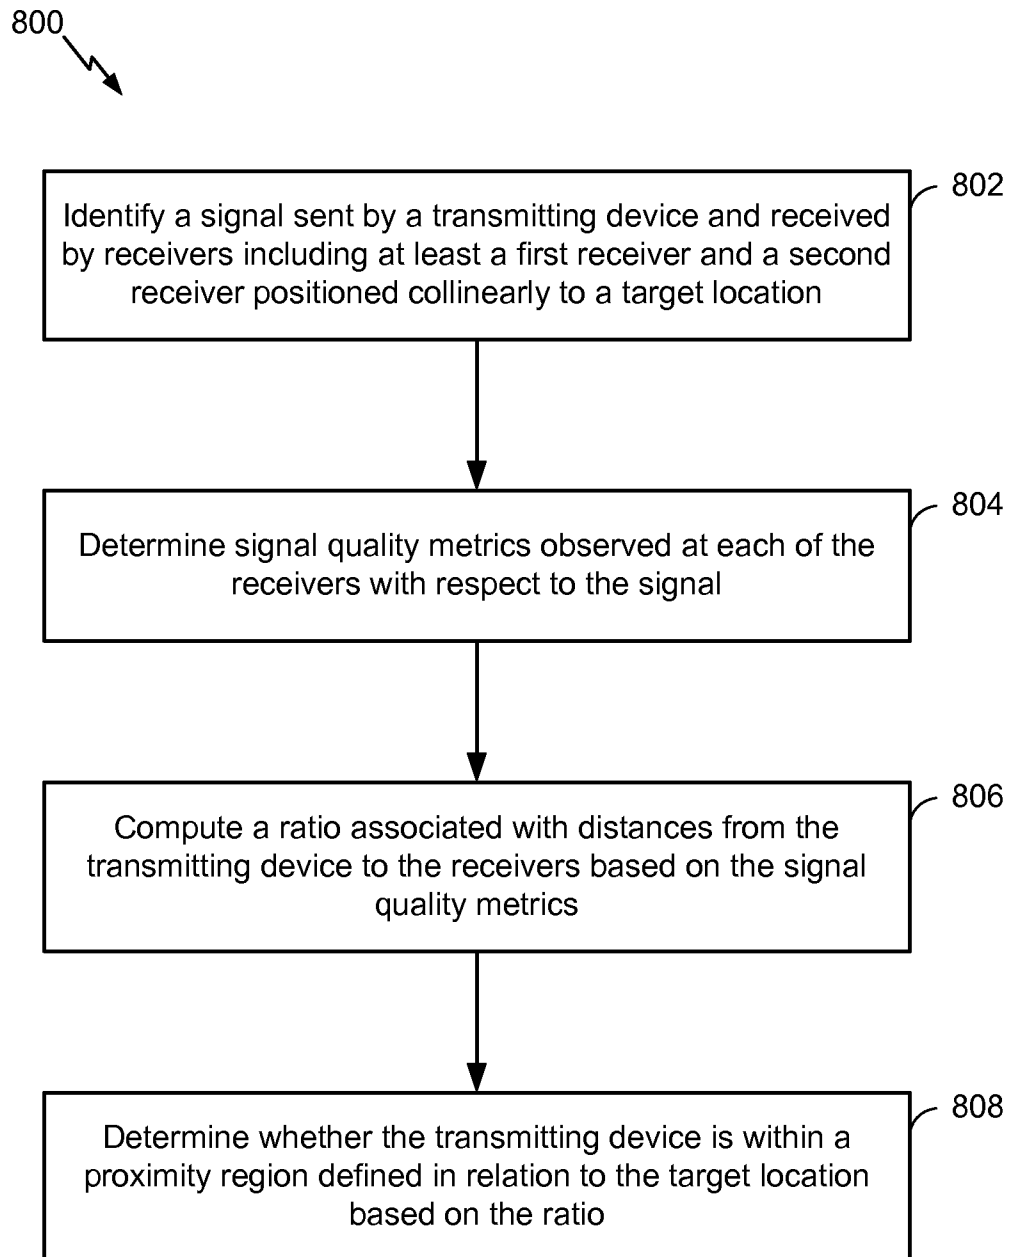 800
802
Identify a signal sent by a transmitting device and received
by receivers including at least a first receiver and a second
receiver positioned collinearly to a target location
804
Determine signal quality metrics observed at each of the
receivers with respect to the signal
806
Compute a ratio associated with distances from the
transmitting device to the receivers based on the signal
quality metrics
808
Determine whether the transmitting device is within a
proximity region defined in relation to the target location
based on the ratio